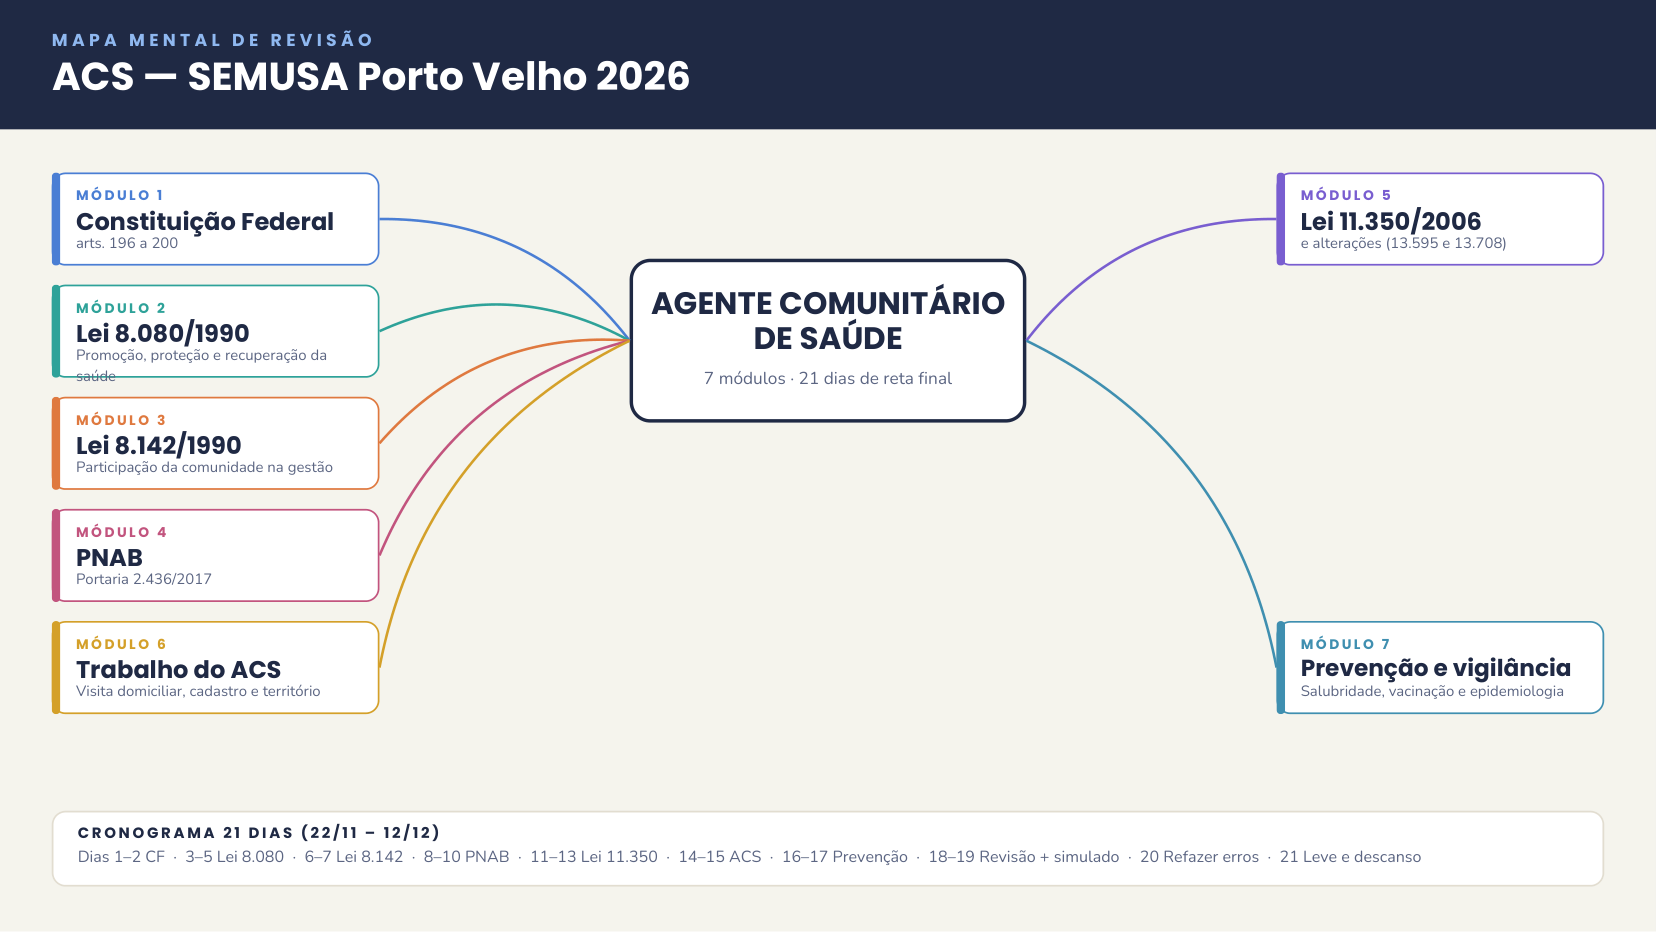 MAPA MENTAL DE REVISÃO
ACS — SEMUSA Porto Velho 2026
MÓDULO 1
Constituição Federal
arts. 196 a 200
MÓDULO 2
Lei 8.080/1990
Promoção, proteção e recuperação da
saúde
MÓDULO 3
Lei 8.142/1990
Participação da comunidade na gestão
MÓDULO 4
PNAB
Portaria 2.436/2017
MÓDULO 6
Trabalho do ACS
Visita domiciliar, cadastro e território
AGENTE COMUNITÁRIO
DE SAÚDE
7 módulos · 21 dias de reta final
MÓDULO 5
Lei 11.350/2006
e alterações (13.595 e 13.708)
MÓDULO 7
Prevenção e vigilância
Salubridade, vacinação e epidemiologia
CRONOGRAMA 21 DIAS (22/11 – 12/12)
Dias 1–2 CF · 3–5 Lei 8.080 · 6–7 Lei 8.142 · 8–10 PNAB · 11–13 Lei 11.350 · 14–15 ACS · 16–17 Prevenção · 18–19 Revisão + simulado · 20 Refazer erros · 21 Leve e descanso